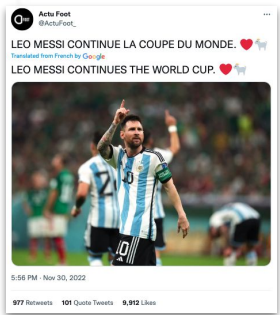 Actu Foot
@ActuFoot_
LEO MESSI CONTINUE LA COUPE DU MONDE. ❤️🐐
Translated from French by Google
LEO MESSI CONTINUES THE WORLD CUP. ❤️🐐
10
10
5:56 PM · Nov 30, 2022
977 Retweets 101 Quote Tweets 9,912 Likes